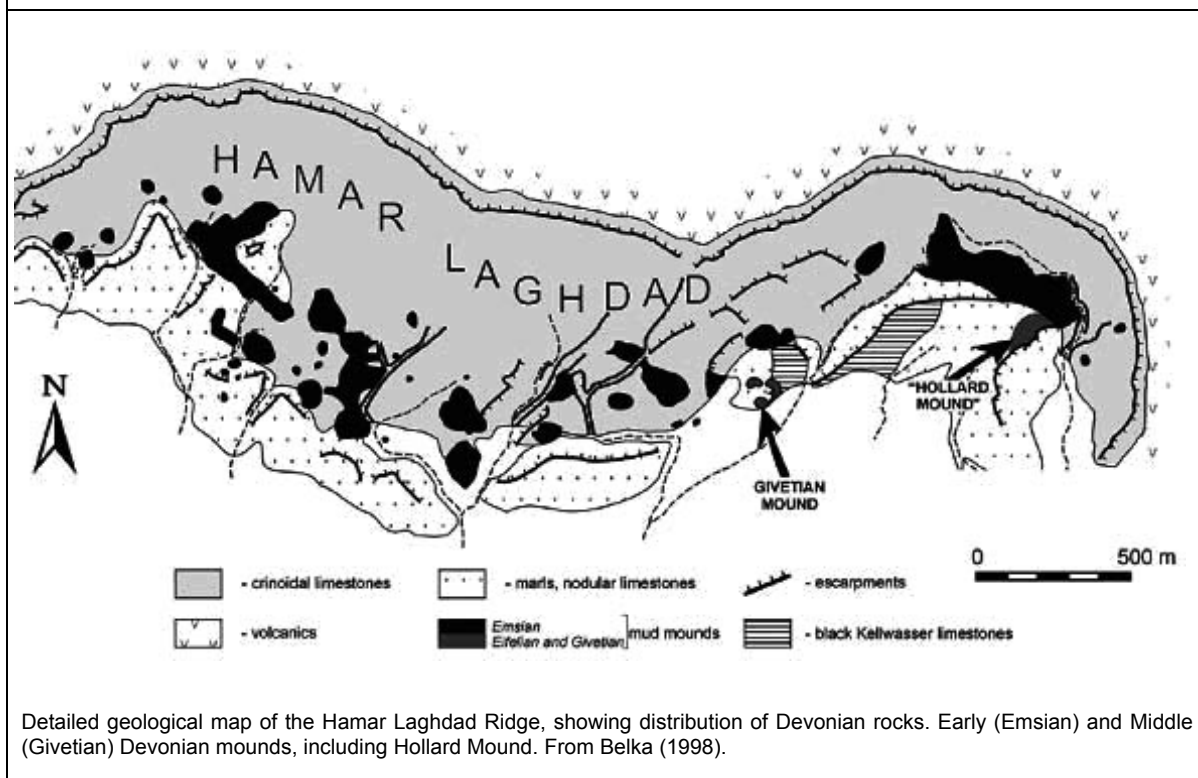 HAMAR
LAGHDAD
N
"HOLLARD
MOUND"
GIVETIAN
MOUND
0 500 m
- crinoidal limestones - marls, nodular limestones - escarpments
- volcanics Emsian Eifelian and Givetian mud mounds - black Kellwasser limestones
Detailed geological map of the Hamar Laghdad Ridge, showing distribution of Devonian rocks. Early (Emsian) and Middle
(Givetian) Devonian mounds, including Hollard Mound. From Belka (1998).